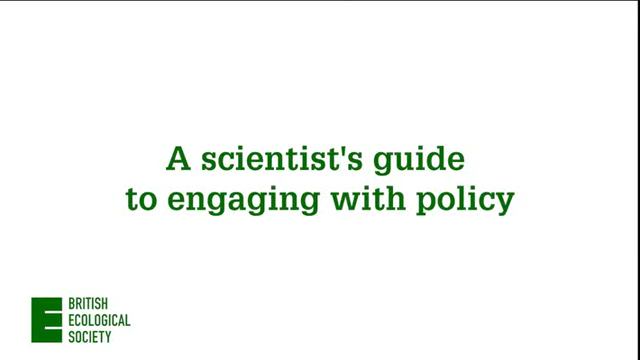 A scientist's guide
to engaging with policy
BRITISH
ECOLOGICAL
SOCIETY